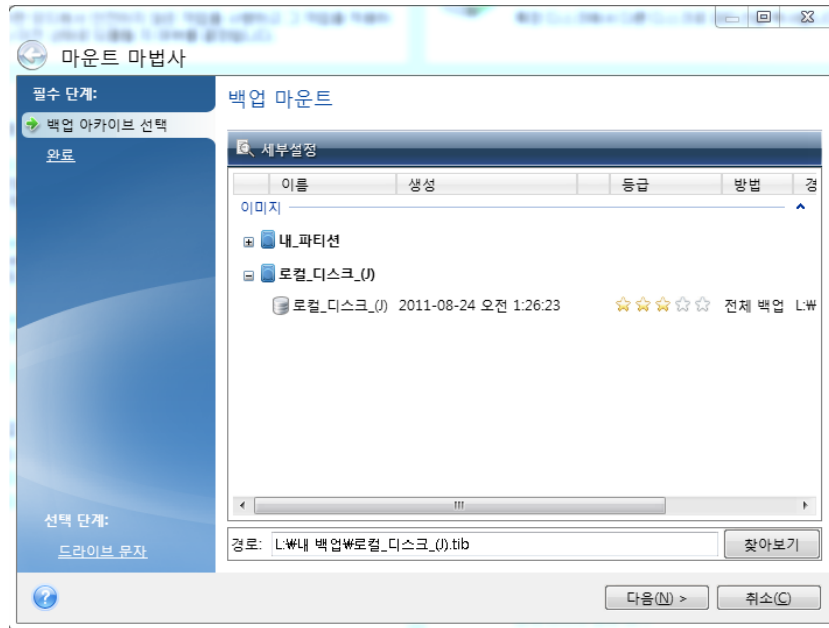 마운트 마법사
필수 단계:
백업 아카이브 선택
완료
선택 단계:
드라이브 문자
백업 마운트
세부설정
이름 생성 등급 방법 경
이미지
내_파티션
로컬_디스크_(J)
로컬_디스크_(J) 2011-08-24 오전 1:26:23 전체 백업 L:₩
경로: L:₩내 백업₩로컬_디스크_(J).tib 찾아보기
다음(N) > 취소(C)